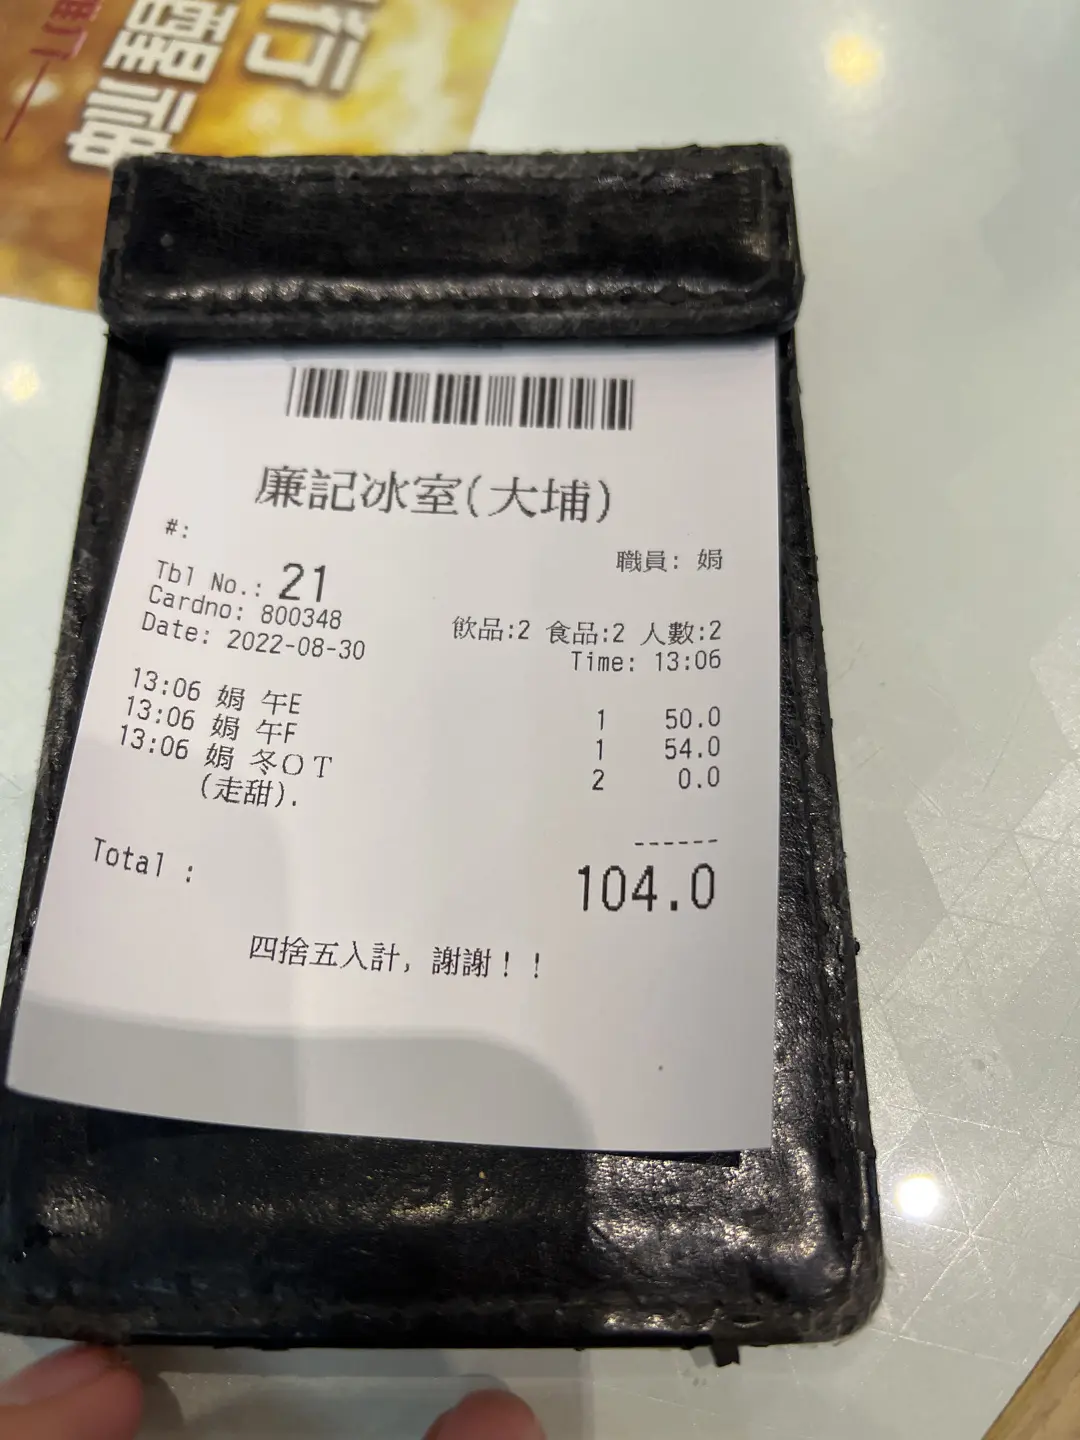 行
醒神
廉記冰室(大埔)
#:
職員: 娟
Tbl No.: 21
Cardno: 800348
飲品:2 食品:2 人數:2
Date: 2022-08-30
Time: 13:06
13:06 娟 午E 1 50.0
13:06 娟 午F 1 54.0
13:06 娟 冬OT 2 0.0
(走甜).
------
Total : 104.0
四捨五入計, 謝謝！！